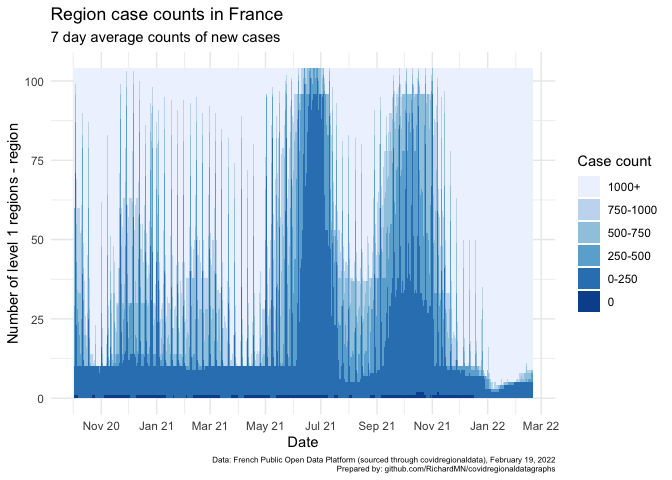 Region case counts in France
7 day average counts of new cases
Number of level 1 regions - region
100
75
50
25
0
Nov 20 Jan 21 Mar 21 May 21 Jul 21 Sep 21 Nov 21 Jan 22 Mar 22
Date
Case count
1000+
750-1000
500-750
250-500
0-250
0
Data: French Public Open Data Platform (sourced through covidregionaldata), February 19, 2022
Prepared by: github.com/RichardMN/covidregionaldatagraphs